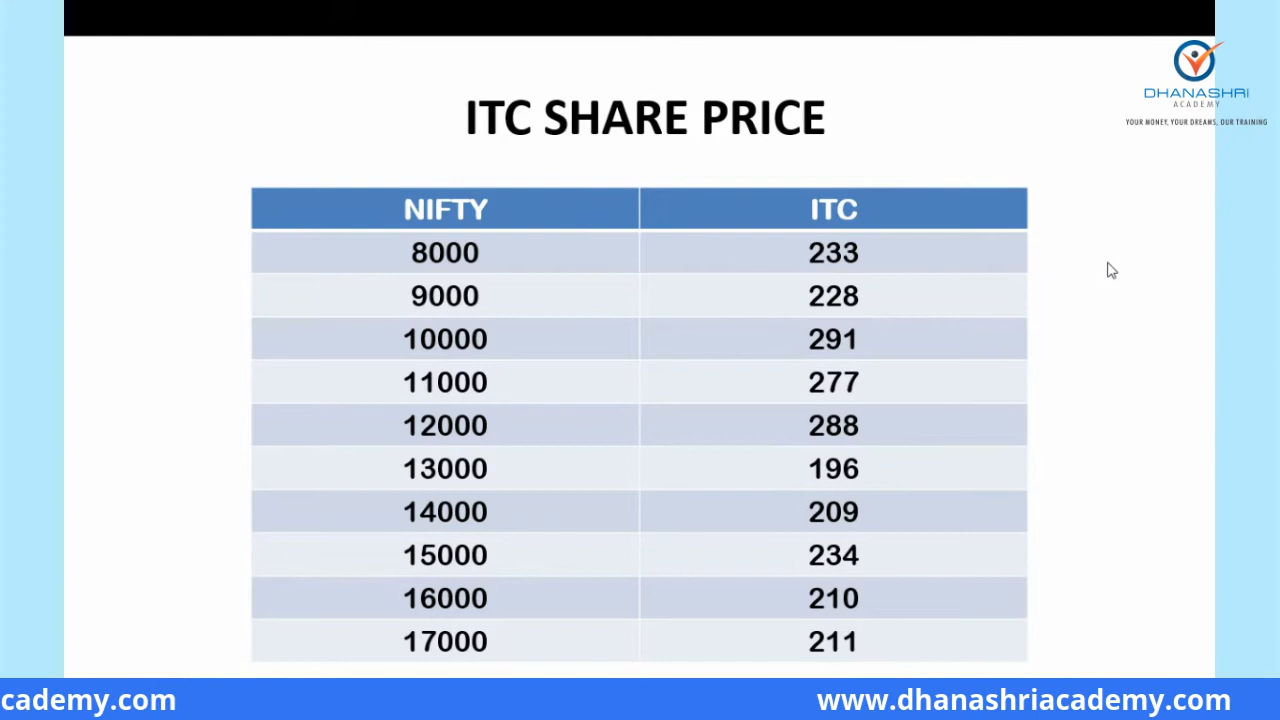 DHANASHRI
ACADEMY
YOUR MONEY, YOUR DREAMS, OUR TRAINING
ITC SHARE PRICE
NIFTY ITC
8000 233
9000 228
10000 291
11000 277
12000 288
13000 196
14000 209
15000 234
16000 210
17000 211
cademy.com www.dhanashriacademy.com